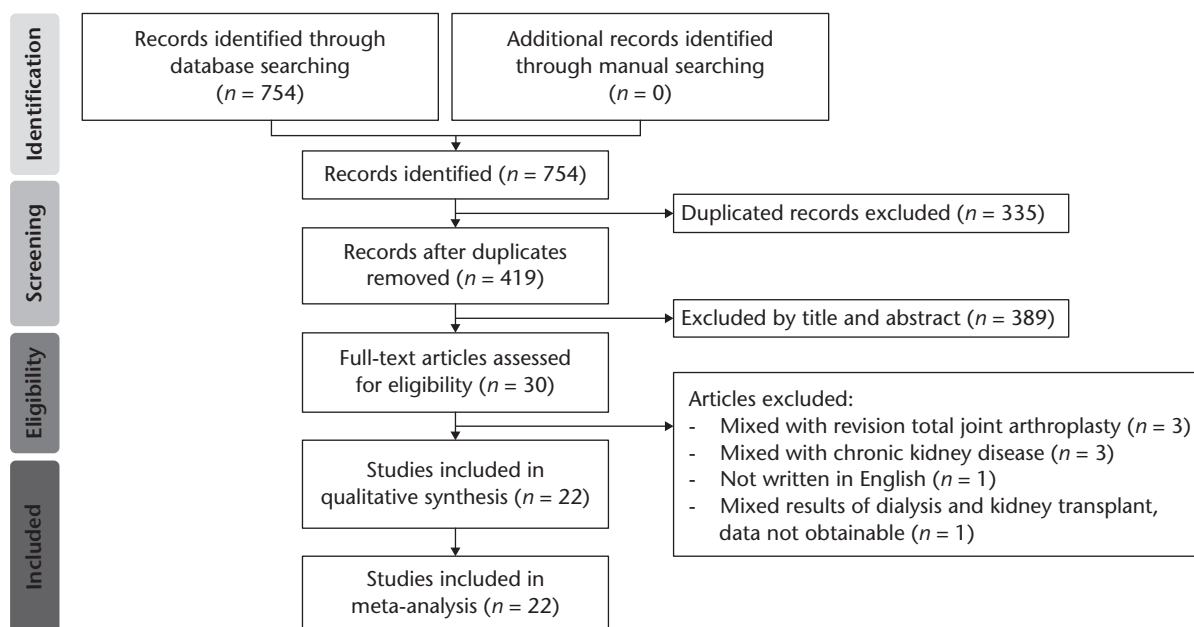 Identification
Records identified through
database searching
(n = 754)
Additional records identified
through manual searching
(n = 0)
Records identified (n = 754)
Screening
Duplicated records excluded (n = 335)
Records after duplicates
removed (n = 419)
Excluded by title and abstract (n = 389)
Eligibility
Full-text articles assessed
for eligibility (n = 30)
Articles excluded:
- Mixed with revision total joint arthroplasty (n = 3)
- Mixed with chronic kidney disease (n = 3)
- Not written in English (n = 1)
- Mixed results of dialysis and kidney transplant,
data not obtainable (n = 1)
Included
Studies included in
qualitative synthesis (n = 22)
Studies included in
meta-analysis (n = 22)